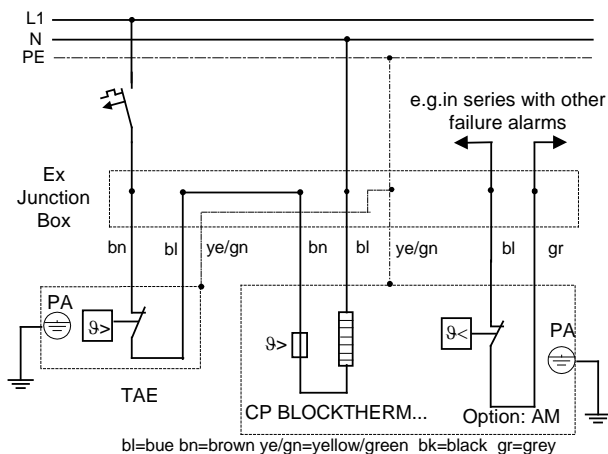 L1
N
PE
e.g.in series with other
failure alarms
Ex
Junction
Box
bn bl ye/gn bn bl ye/gn bl gr
PA ϑ> ϑ> ϑ< PA
TAE
CP BLOCKTHERM... Option: AM
bl=bue bn=brown ye/gn=yellow/green bk=black gr=grey